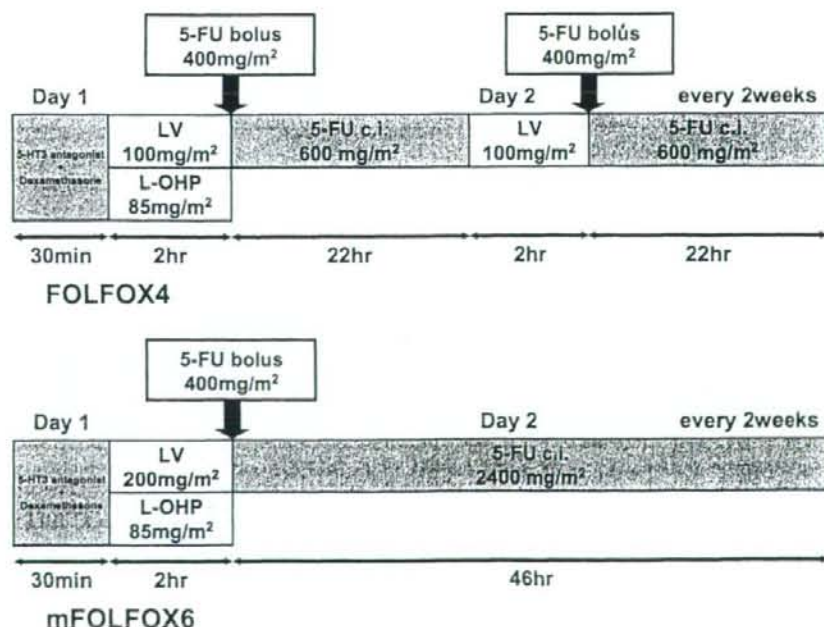 5-FU bolus
400mg/m²
5-FU bolus
400mg/m²
Day 1
Day 2
every 2weeks
5-HT3 antagonist
+
Dexamethasone
LV
100mg/m²
L-OHP
85mg/m²
5-FU c.i.
600 mg/m²
LV
100mg/m²
5-FU c.i.
600 mg/m²
30min
2hr
22hr
2hr
22hr
FOLFOX4
5-FU bolus
400mg/m²
Day 1
Day 2
every 2weeks
5-HT3 antagonist
+
Dexamethasone
LV
200mg/m²
L-OHP
85mg/m²
5-FU c.i.
2400 mg/m²
30min
2hr
46hr
mFOLFOX6